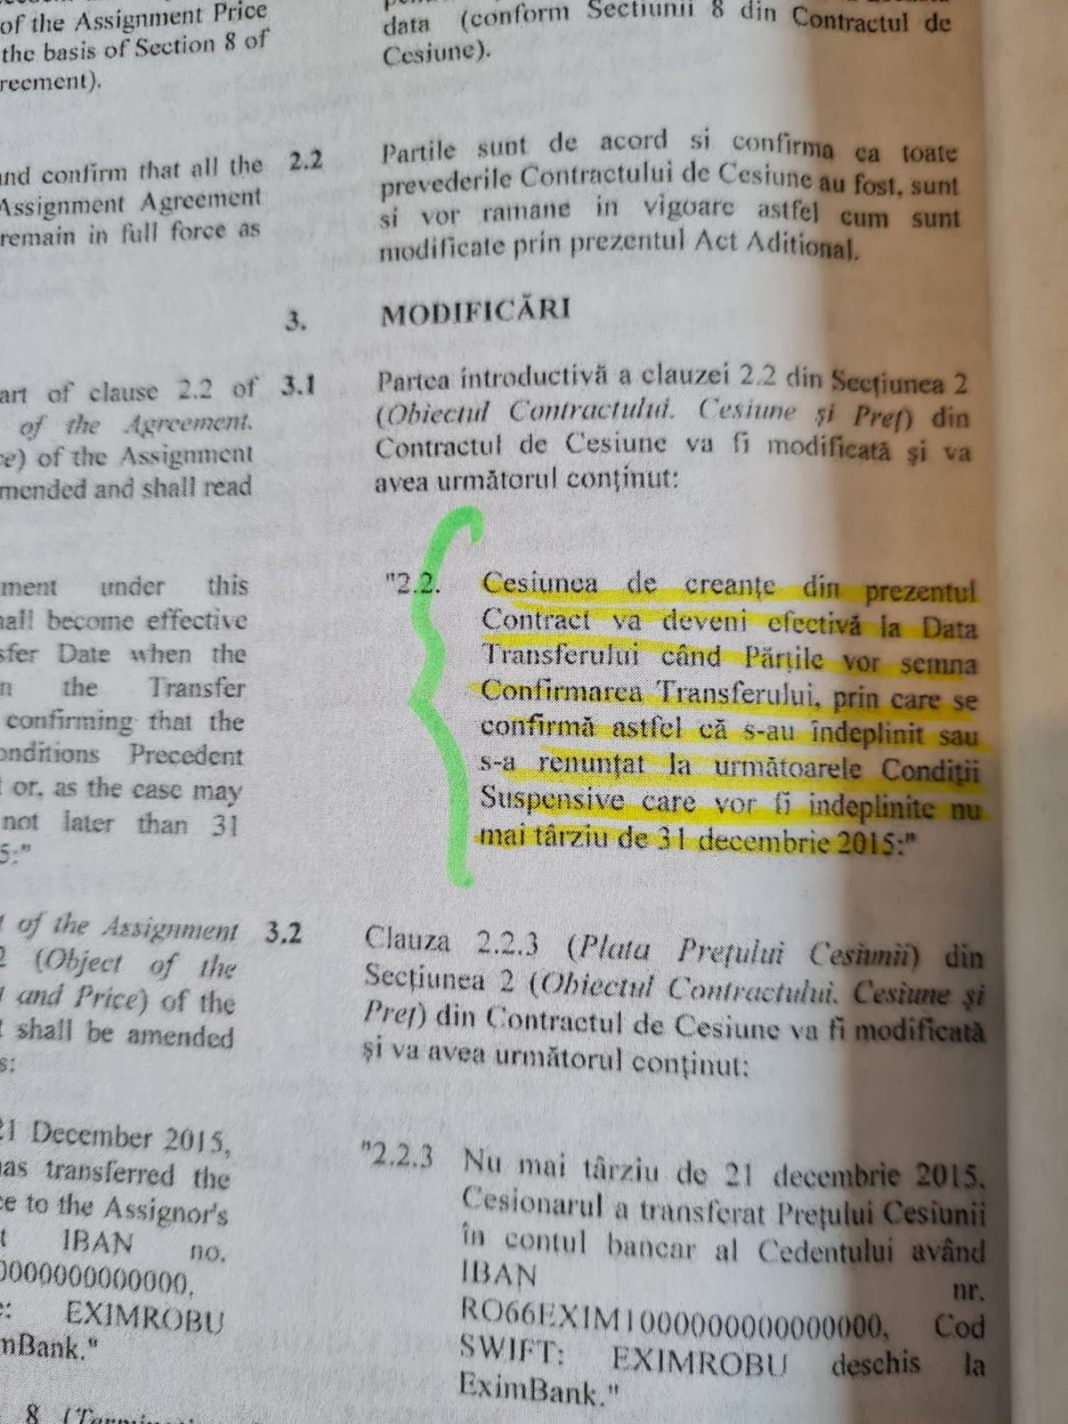 of the Assignment Price
the basis of Section 8 of
reement).
and confirm that all the
Assignment Agreement
remain in full force as
art of clause 2.2 of
of the Agreement.
ce) of the Assignment
mended and shall read
ment under this
hall become effective
sfer Date when the
n the Transfer
confirming that the
onditions Precedent
or, as the case may
not later than 31
5:"
of the Assignment
2 (Object of the
and Price) of the
shall be amended
s:
21 December 2015,
has transferred the
ce to the Assignor's
t IBAN no.
0000000000000,
e: EXIMROBU
mBank."
8
data (conform Sectiunii 8 din Contractul de
Cesiune).
2.2 Partile sunt de acord si confirma ca toate
prevederile Contractului de Cesiune au fost, sunt
si vor ramane in vigoare astfel cum sunt
modificate prin prezentul Act Aditional.
3. MODIFICĂRI
3.1 Partea introductivă a clauzei 2.2 din Secțiunea 2
(Obiectul Contractului. Cesiune și Preț) din
Contractul de Cesiune va fi modificată și va
avea următorul conținut:
"2.2. Cesiunea de creanțe din prezentul
Contract va deveni efectivă la Data
Transferului când Părțile vor semna
Confirmarea Transferului, prin care se
confirmă astfel că s-au îndeplinit sau
s-a renunțat la următoarele Condiții
Suspensive care vor fi indeplinite nu
mai târziu de 31 decembrie 2015:"
3.2 Clauza 2.2.3 (Plata Prețului Cesiunii) din
Secțiunea 2 (Obiectul Contractului. Cesiune și
Preț) din Contractul de Cesiune va fi modificată
și va avea următorul conținut:
"2.2.3 Nu mai târziu de 21 decembrie 2015,
Cesionarul a transferat Prețului Cesiunii
în contul bancar al Cedentului având
IBAN nr.
RO66EXIM1000000000000000, Cod
SWIFT: EXIMROBU deschis la
EximBank."